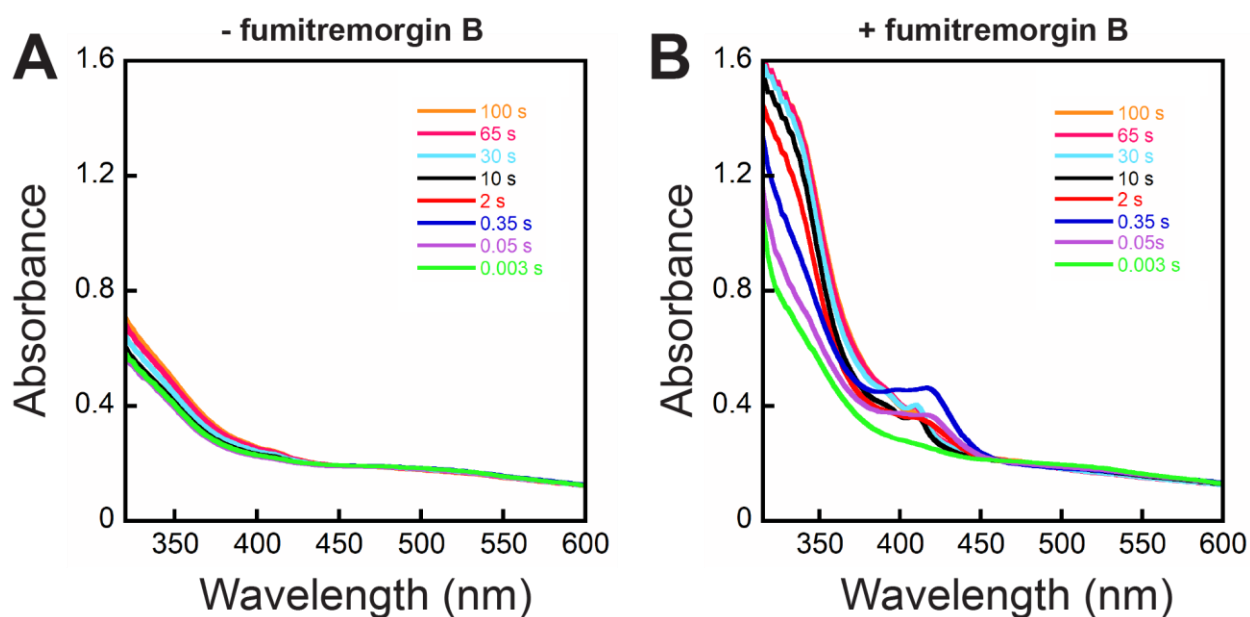 A
- fumitremorgin B
1.6
1.2
0.8
0.4
0
Absorbance
100 s
65 s
30 s
10 s
2 s
0.35 s
0.05 s
0.003 s
350 400 450 500 550 600
Wavelength (nm)
B
+ fumitremorgin B
1.6
1.2
0.8
0.4
0
Absorbance
100 s
65 s
30 s
10 s
2 s
0.35 s
0.05s
0.003 s
350 400 450 500 550 600
Wavelength (nm)